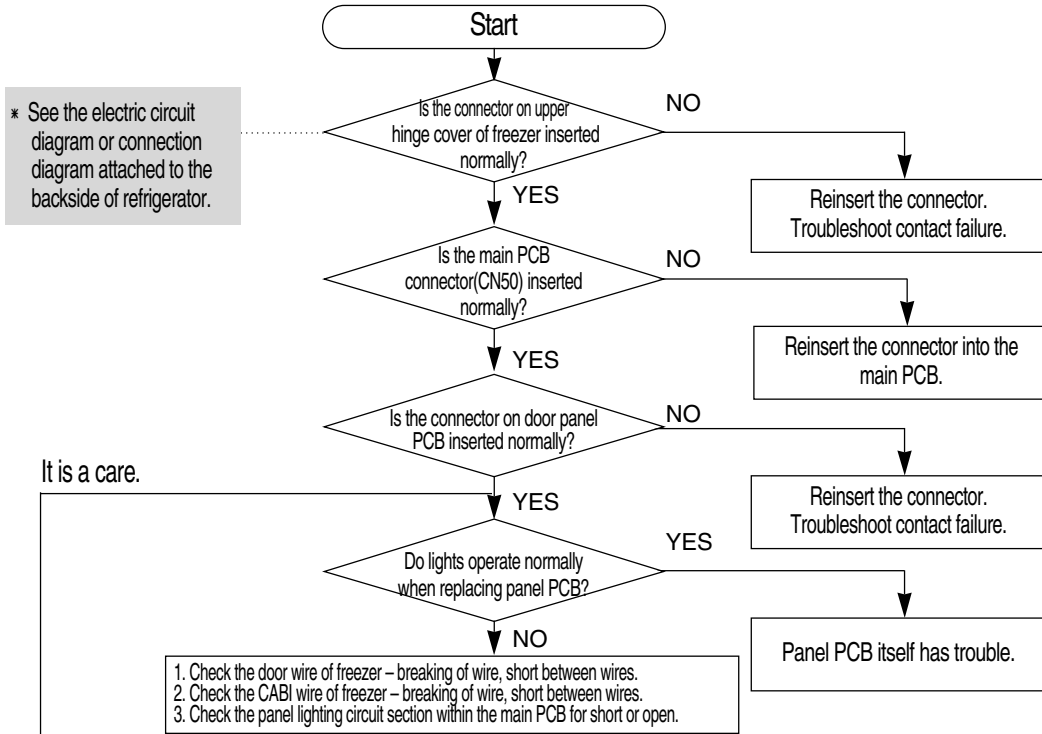 Start
* See the electric circuit
diagram or connection
diagram attached to the
backside of refrigerator.
Is the connector on upper
hinge cover of freezer inserted
normally?
NO
Reinsert the connector.
Troubleshoot contact failure.
YES
Is the main PCB
connector(CN50) inserted
normally?
NO
Reinsert the connector into the
main PCB.
YES
Is the connector on door panel
PCB inserted normally?
NO
Reinsert the connector.
Troubleshoot contact failure.
It is a care.
YES
Do lights operate normally
when replacing panel PCB?
YES
Panel PCB itself has trouble.
NO
1. Check the door wire of freezer – breaking of wire, short between wires.
2. Check the CABI wire of freezer – breaking of wire, short between wires.
3. Check the panel lighting circuit section within the main PCB for short or open.